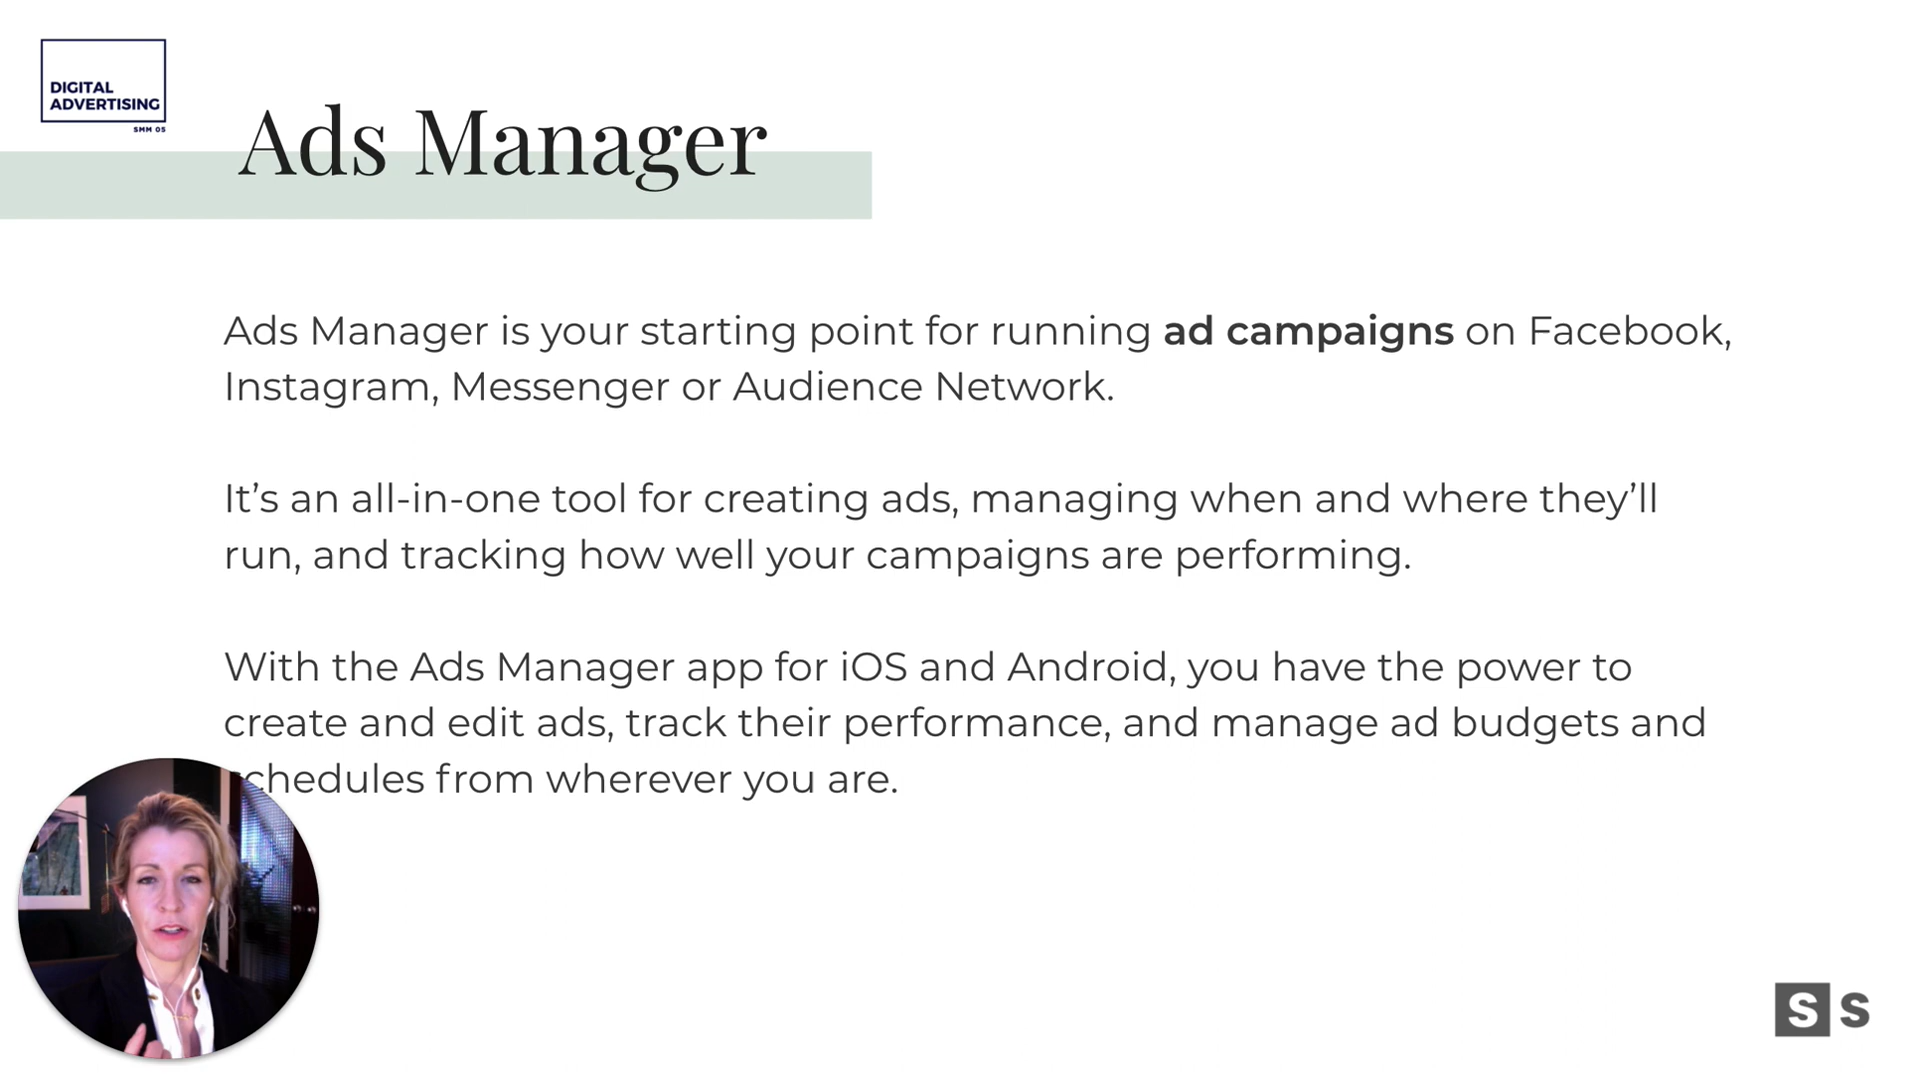 DIGITAL
ADVERTISING
SMM 05
Ads Manager
Ads Manager is your starting point for running ad campaigns on Facebook,
Instagram, Messenger or Audience Network.
It’s an all-in-one tool for creating ads, managing when and where they’ll
run, and tracking how well your campaigns are performing.
With the Ads Manager app for iOS and Android, you have the power to
create and edit ads, track their performance, and manage ad budgets and
schedules from wherever you are.
S S